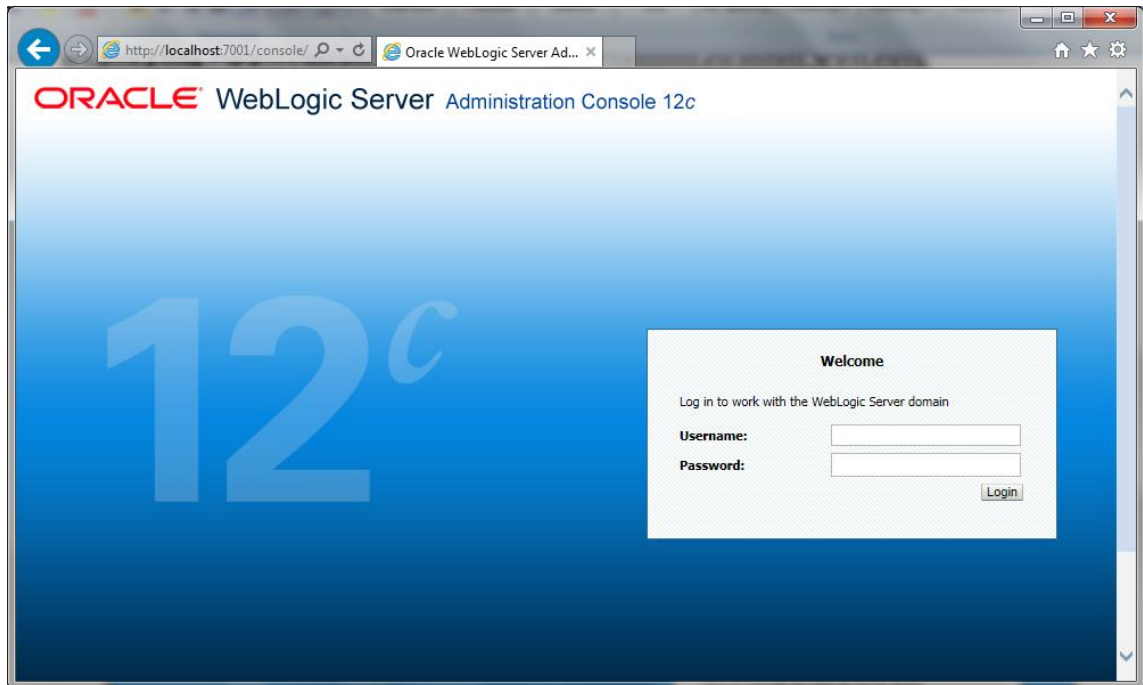 http://localhost:7001/console/
Oracle WebLogic Server Ad...
ORACLE WebLogic Server Administration Console 12c
12c
Welcome
Log in to work with the WebLogic Server domain
Username:
Password:
Login